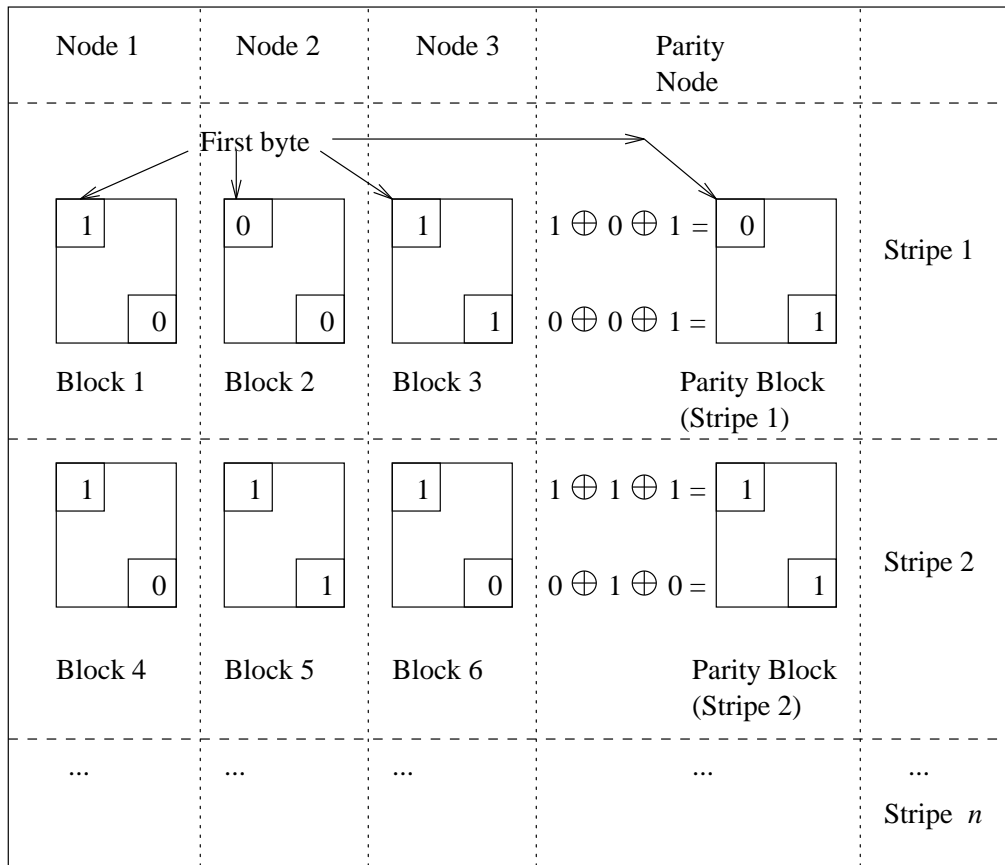 Node 1 Node 2 Node 3 Parity
Node
First byte
1 0 1 1 ⊕ 0 ⊕ 1 = 0
Stripe 1
0 0 1 0 ⊕ 0 ⊕ 1 = 1
Block 1 Block 2 Block 3 Parity Block
(Stripe 1)
1 1 1 1 ⊕ 1 ⊕ 1 = 1
Stripe 2
0 1 0 0 ⊕ 1 ⊕ 0 = 1
Block 4 Block 5 Block 6 Parity Block
(Stripe 2)
... ... ... ... ...
Stripe n